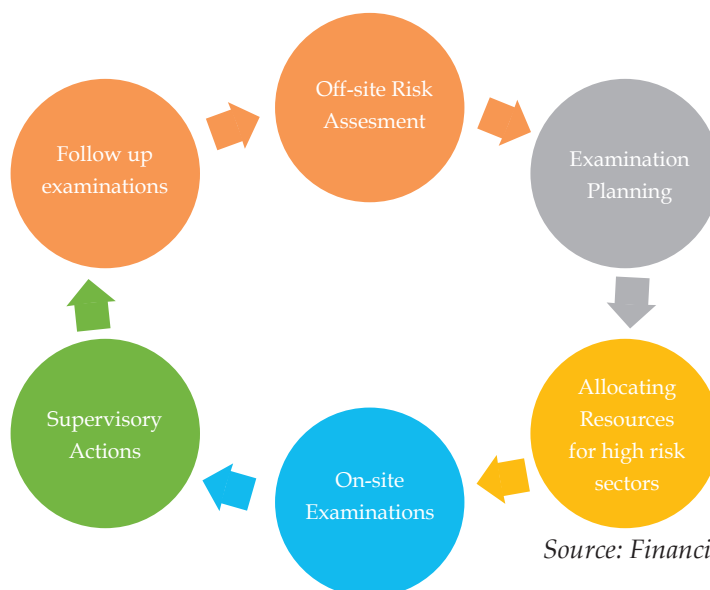 Off-site Risk
Assesment
Examination
Planning
Allocating
Resources
for high risk
sectors
On-site
Examinations
Supervisory
Actions
Follow up
examinations
Source: Financi